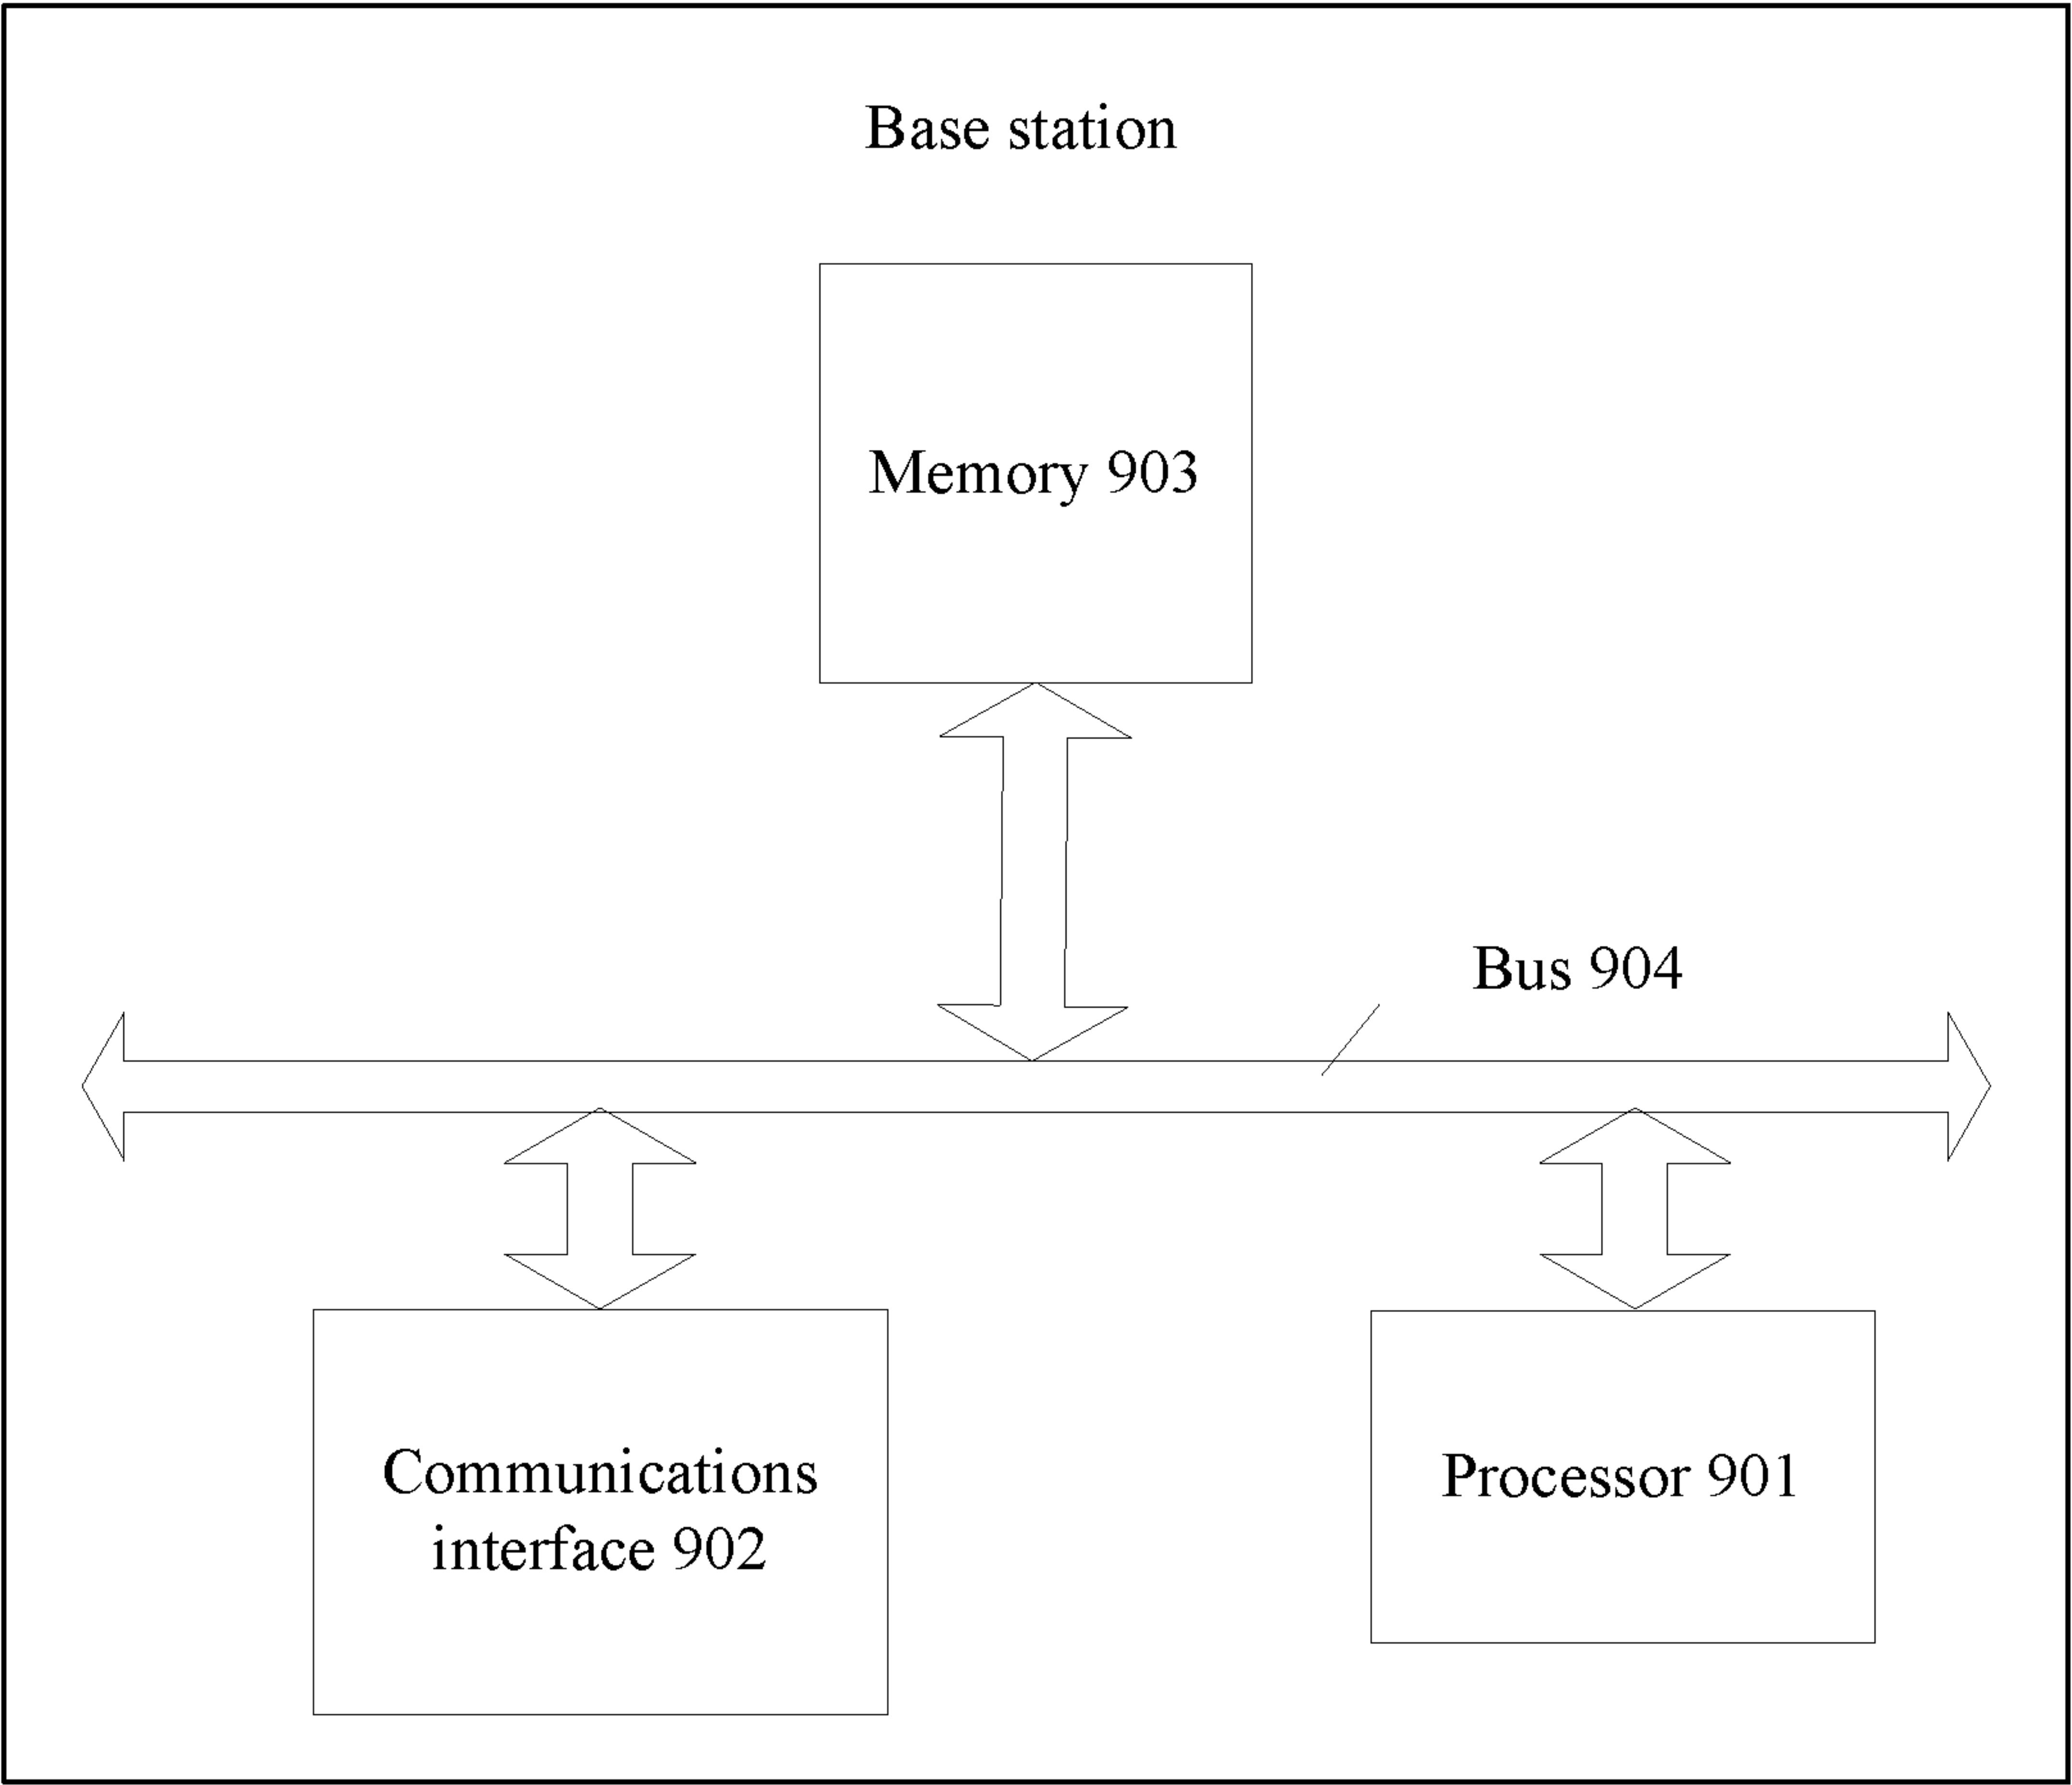 Base station
Memory 903
Bus 904
Communications
interface 902
Processor 901